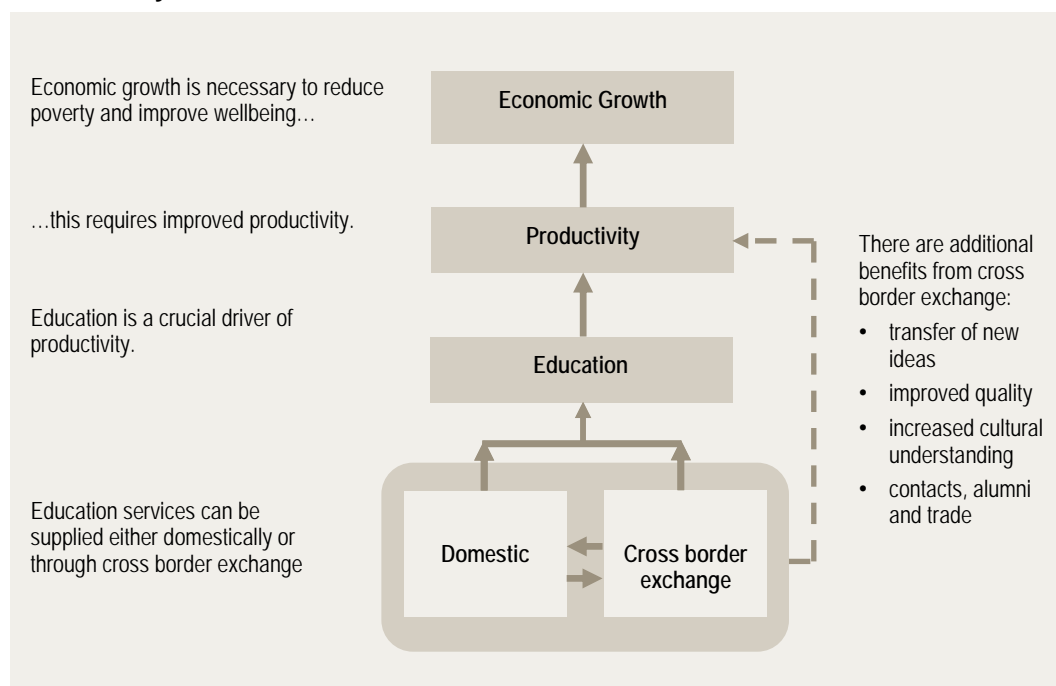 Economic growth is necessary to reduce
poverty and improve wellbeing…
Economic Growth
…this requires improved productivity.
Productivity
There are additional
benefits from cross
border exchange:
• transfer of new
ideas
• improved quality
• increased cultural
understanding
• contacts, alumni
and trade
Education is a crucial driver of
productivity.
Education
Education services can be
supplied either domestically or
through cross border exchange
Domestic
Cross border
exchange